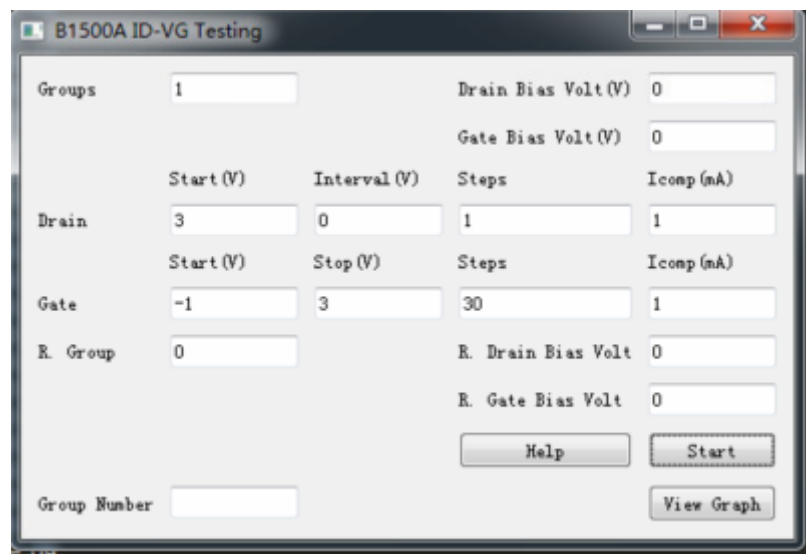 B1500A ID-VG Testing
Groups 1 Drain Bias Volt(V) 0
Gate Bias Volt(V) 0
Start(V) Interval(V) Steps Icomp(mA)
Drain 3 0 1 1
Start(V) Stop(V) Steps Icomp(mA)
Gate -1 3 30 1
R. Group 0 R. Drain Bias Volt 0
R. Gate Bias Volt 0
Help Start
Group Number View Graph